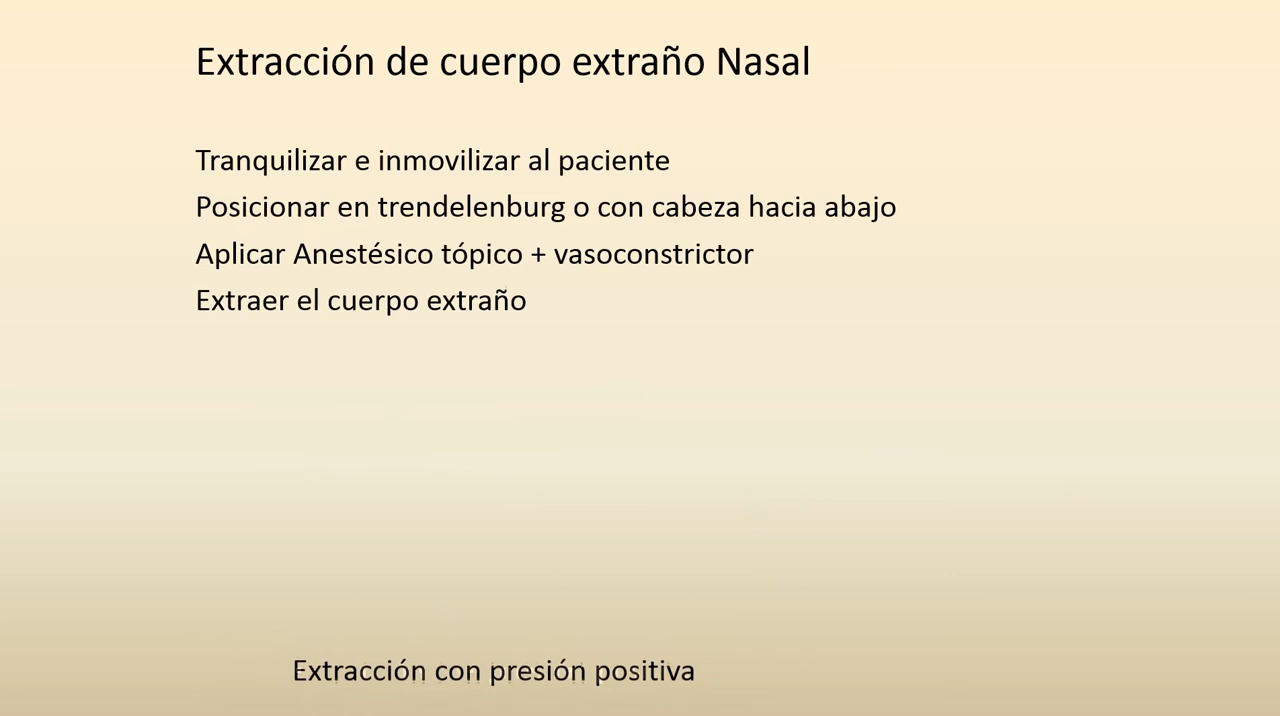 Extracción de cuerpo extraño Nasal
Tranquilizar e inmovilizar al paciente
Posicionar en trendelenburg o con cabeza hacia abajo
Aplicar Anestésico tópico + vasoconstrictor
Extraer el cuerpo extraño
Extracción con presión positiva